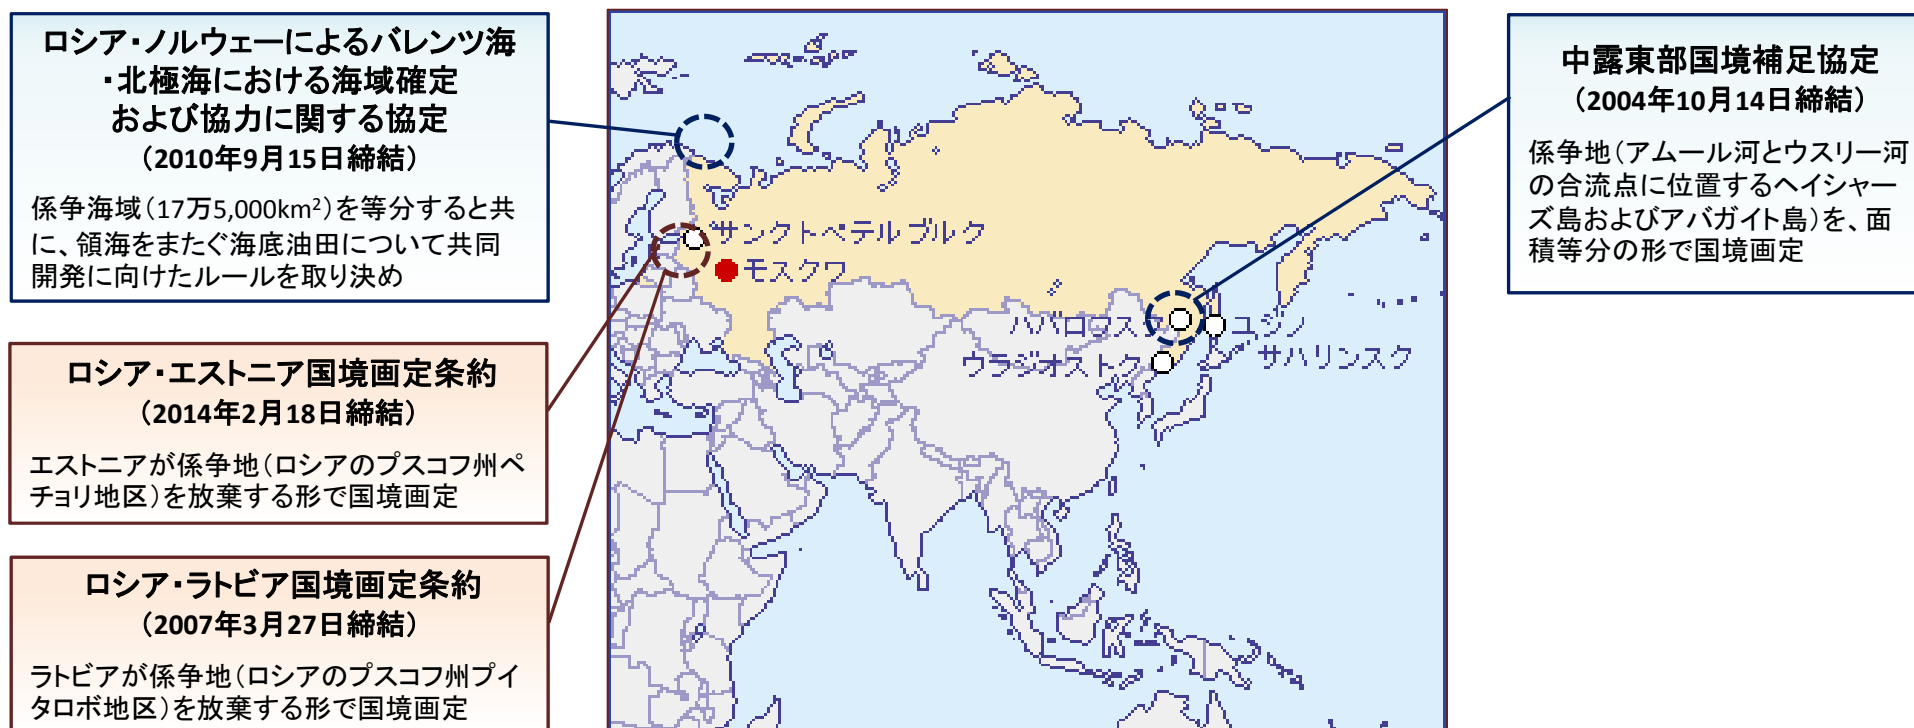 ロシア・ノルウェーによるバレンツ海
・北極海における海域確定
および協力に関する協定
（2010年9月15日締結）
係争海域（17万5,000km²）を等分すると共
に、領海をまたぐ海底油田について共同
開発に向けたルールを取り決め
ロシア・エストニア国境画定条約
（2014年2月18日締結）
エストニアが係争地（ロシアのプスコフ州ペ
チョリ地区）を放棄する形で国境画定
ロシア・ラトビア国境画定条約
（2007年3月27日締結）
ラトビアが係争地（ロシアのプスコフ州プイ
タロボ地区）を放棄する形で国境画定
サンクトペテルブルク
モスクワ
ハバロフスク
ユジノ
サハリンスク
ウラジオストク
中露東部国境補足協定
（2004年10月14日締結）
係争地（アムール河とウスリー河
の合流点に位置するヘイシャー
ズ島およびアバガイト島）を、面
積等分の形で国境画定